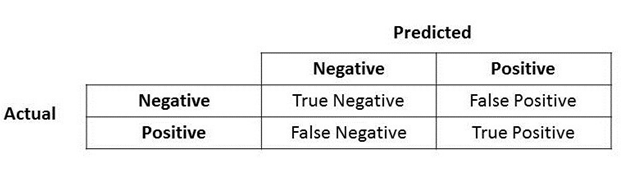 Predicted
Negative Positive
Actual Negative True Negative False Positive
Positive False Negative True Positive